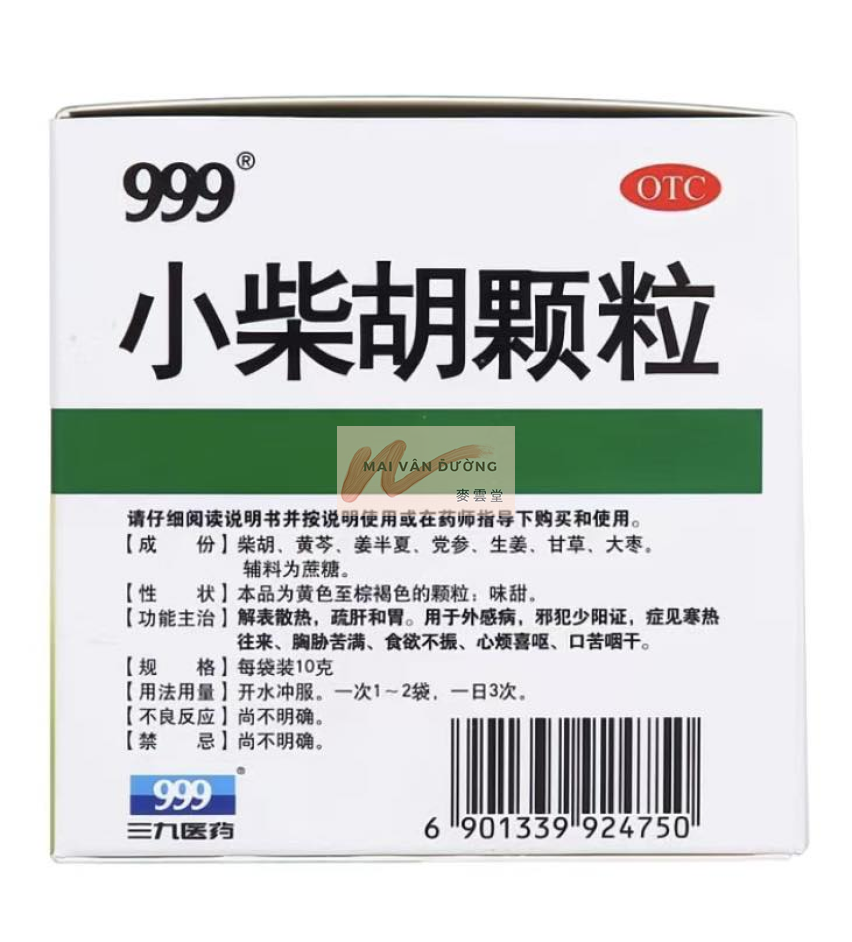 999®
OTC
小柴胡颗粒
MAI VÂN ĐƯỜNG
麥雲堂
请仔细阅读说明书并按说明使用或在药师指导下购买和使用。
【成　份】柴胡、黄芩、姜半夏、党参、生姜、甘草、大枣。
辅料为蔗糖。
【性　状】本品为黄色至棕褐色的颗粒；味甜。
【功能主治】解表散热，疏肝和胃。用于外感病，邪犯少阳证，症见寒热
往来、胸胁苦满、食欲不振、心烦喜呕、口苦咽干。
【规　格】每袋装10克
【用法用量】开水冲服。一次1～2袋，一日3次。
【不良反应】尚不明确。
【禁　忌】尚不明确。
999®
三九医药
6 901339 924750